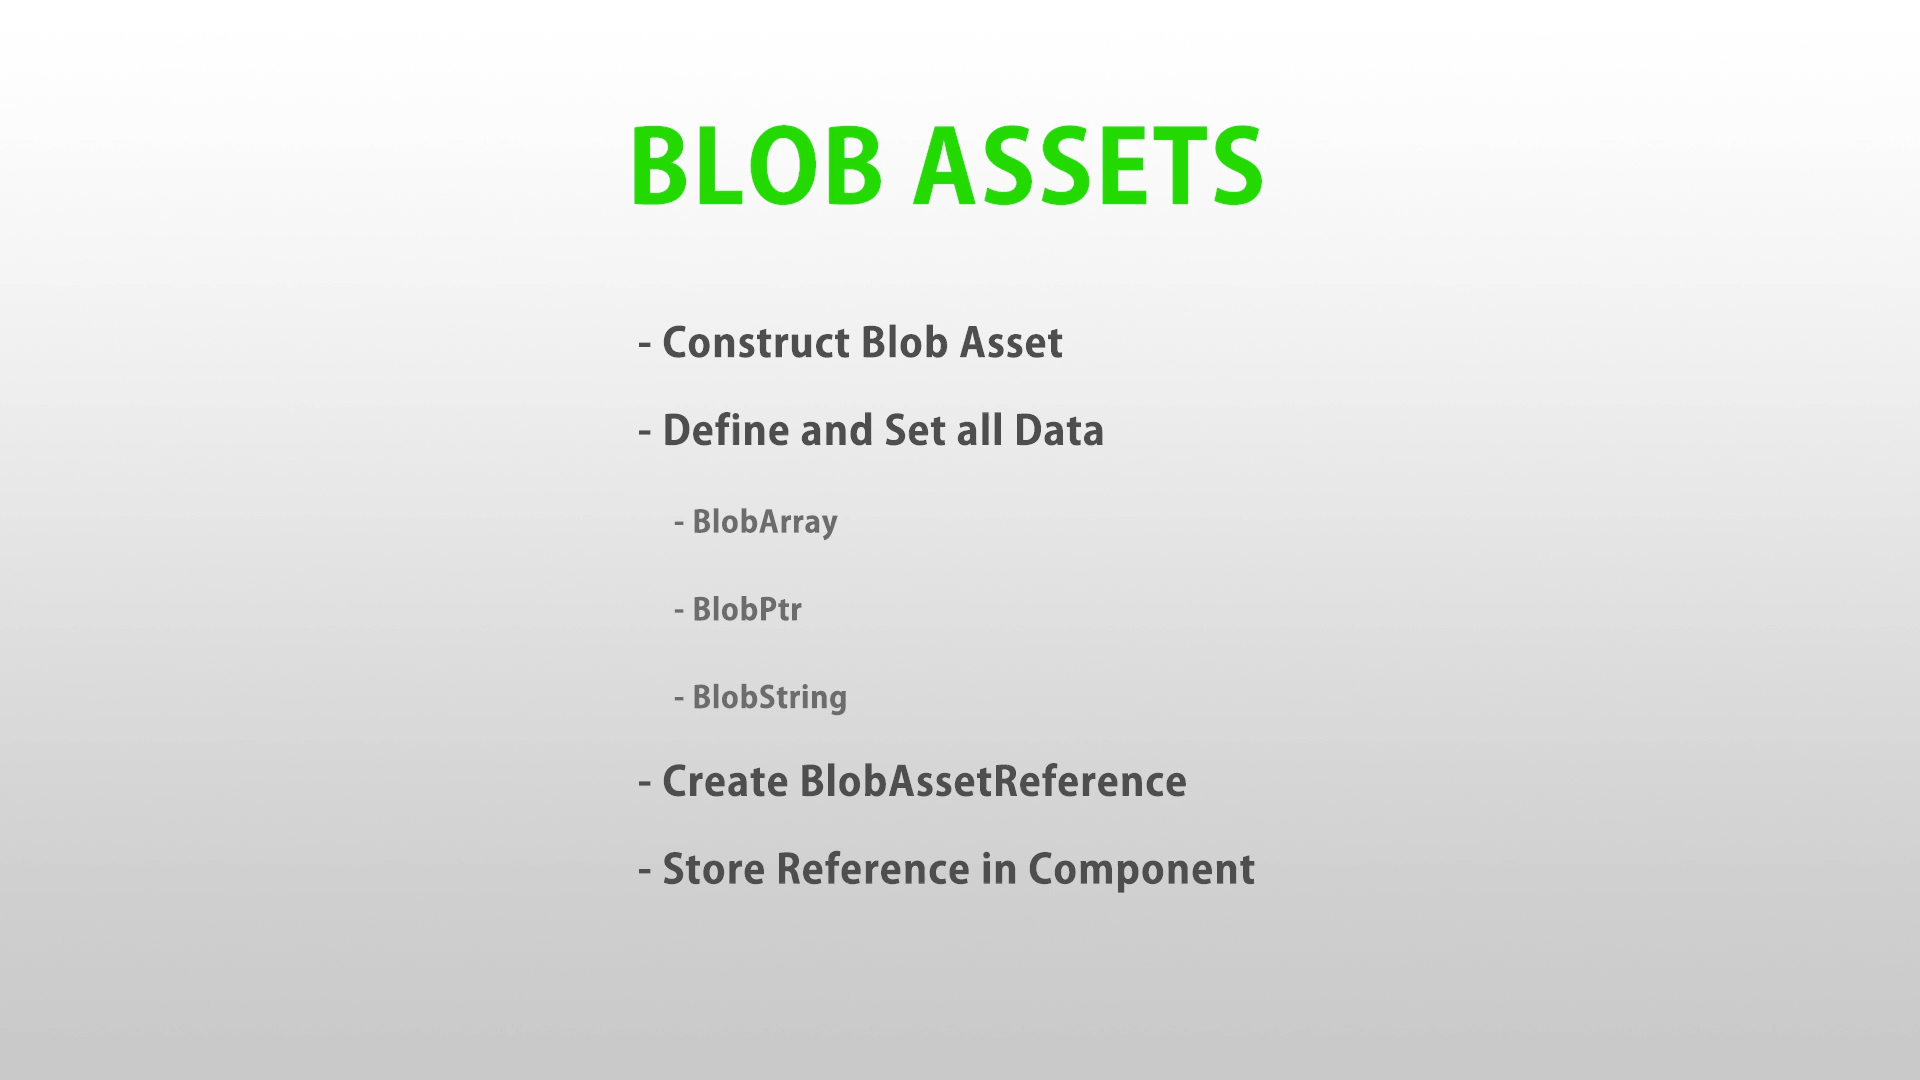 BLOB ASSETS
- Construct Blob Asset
- Define and Set all Data
- BlobArray
- BlobPtr
- BlobString
- Create BlobAssetReference
- Store Reference in Component